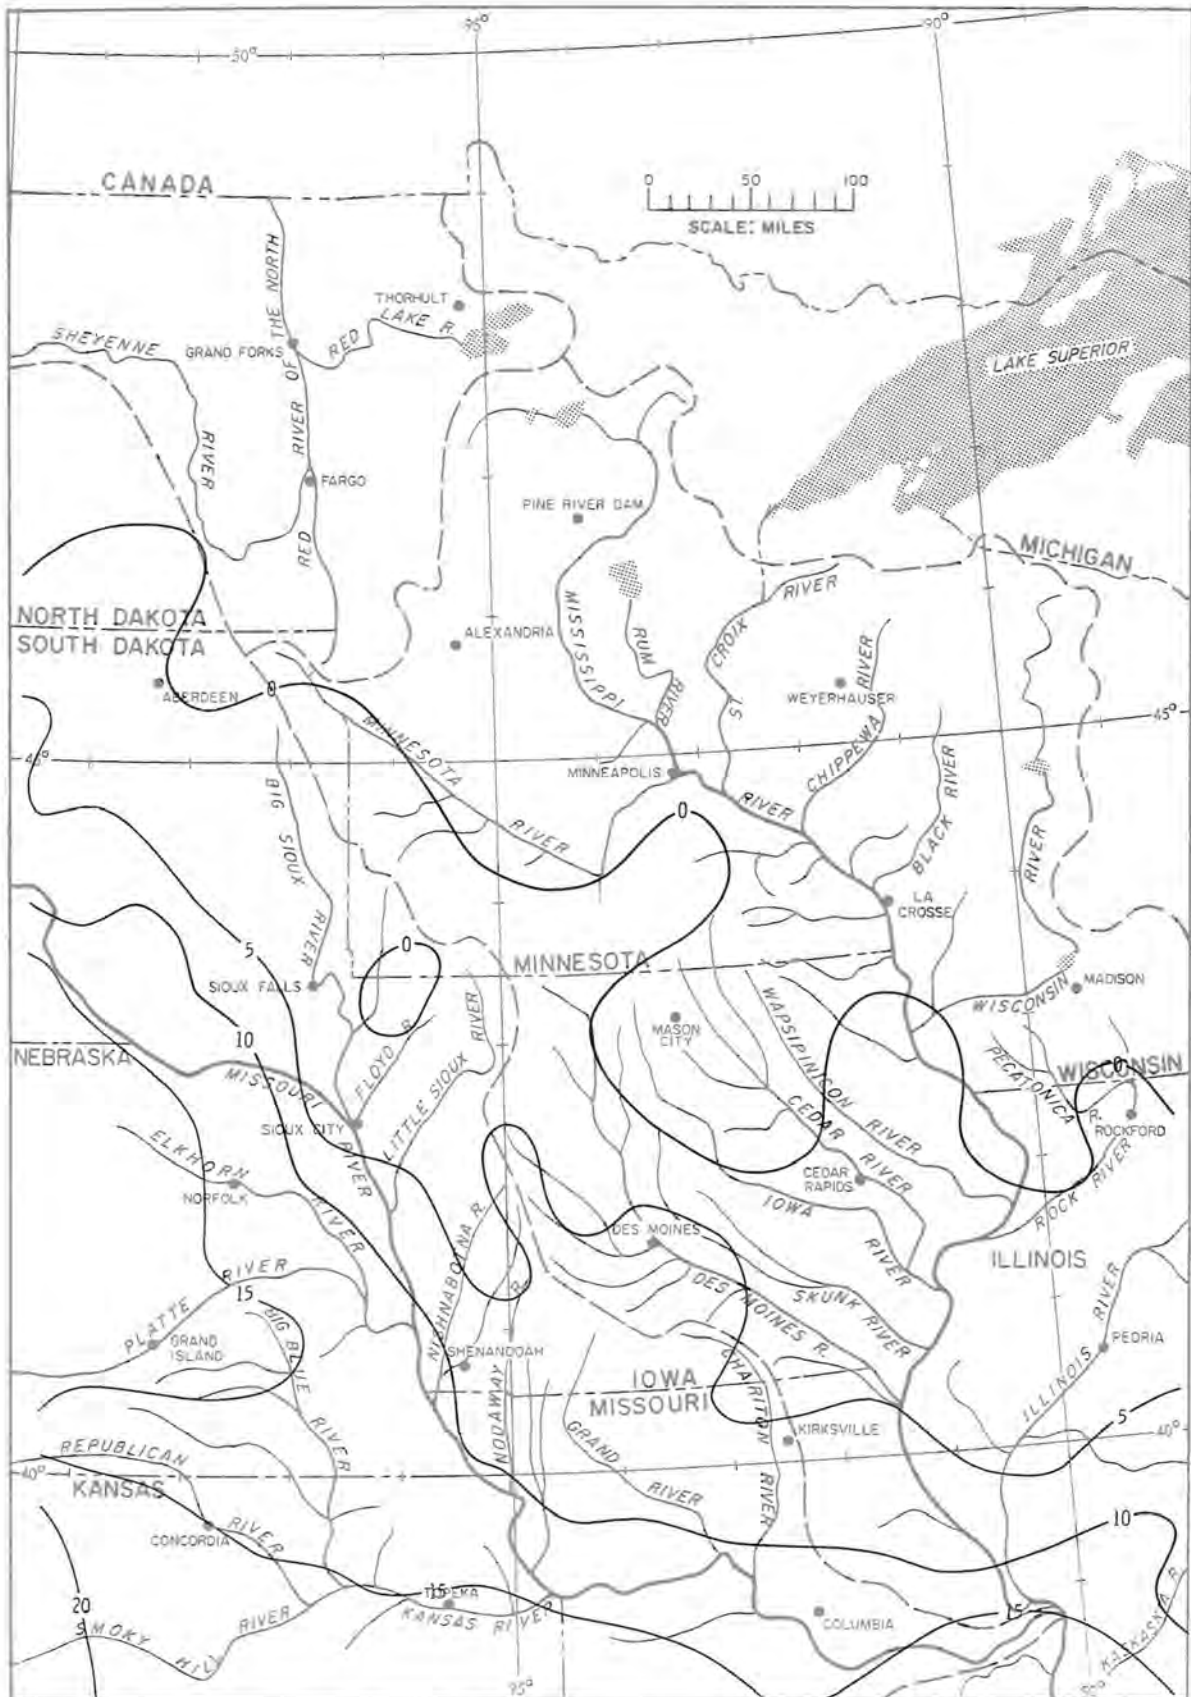 95°
90°
50°
CANADA
0 50 100
SCALE: MILES
THORHULT
RED LAKE R.
SHEYENNE RIVER
GRAND FORKS
RED RIVER OF THE NORTH
LAKE SUPERIOR
FARGO
PINE RIVER DAM
MICHIGAN
NORTH DAKOTA
SOUTH DAKOTA
ALEXANDRIA
MISSISSIPPI
RUM RIVER
ST CROIX RIVER
ABERDEEN
0
WEYERHAUSER
CHIPPEWA RIVER
45°
45°
MINNESOTA RIVER
MINNEAPOLIS
RIVER
BIG SIOUX RIVER
0
BLACK RIVER
RIVER
LA CROSSE
5
0
MINNESOTA
SIOUX FALLS
WISCONSIN
MADISON
MASON CITY
WAPSIPINICON RIVER
10
NEBRASKA
FLOYD R.
LITTLE SIOUX RIVER
MISSOURI RIVER
SIOUX CITY
CEDAR RIVER
PECATONICA R.
0
WISCONSIN
ROCKFORD
ELKHORN RIVER
NORFOLK
CEDAR RAPIDS
IOWA RIVER
ROCK RIVER
NISHNABOTNA R.
R.
DES MOINES
DES MOINES R.
SKUNK RIVER
ILLINOIS
PLATTE RIVER
15
GRAND ISLAND
BIG BLUE RIVER
SHENANDOAH
NODAWAY
IOWA
MISSOURI
CHARITON RIVER
ILLINOIS RIVER
PEORIA
5
REPUBLICAN RIVER
GRAND RIVER
KIRKSVILLE
40°
40°
KANSAS
CONCORDIA
10
15
TOPEKA
KANSAS RIVER
20
SMOKY HILL RIVER
COLUMBIA
15
KASKASKIA R.
95°
90°